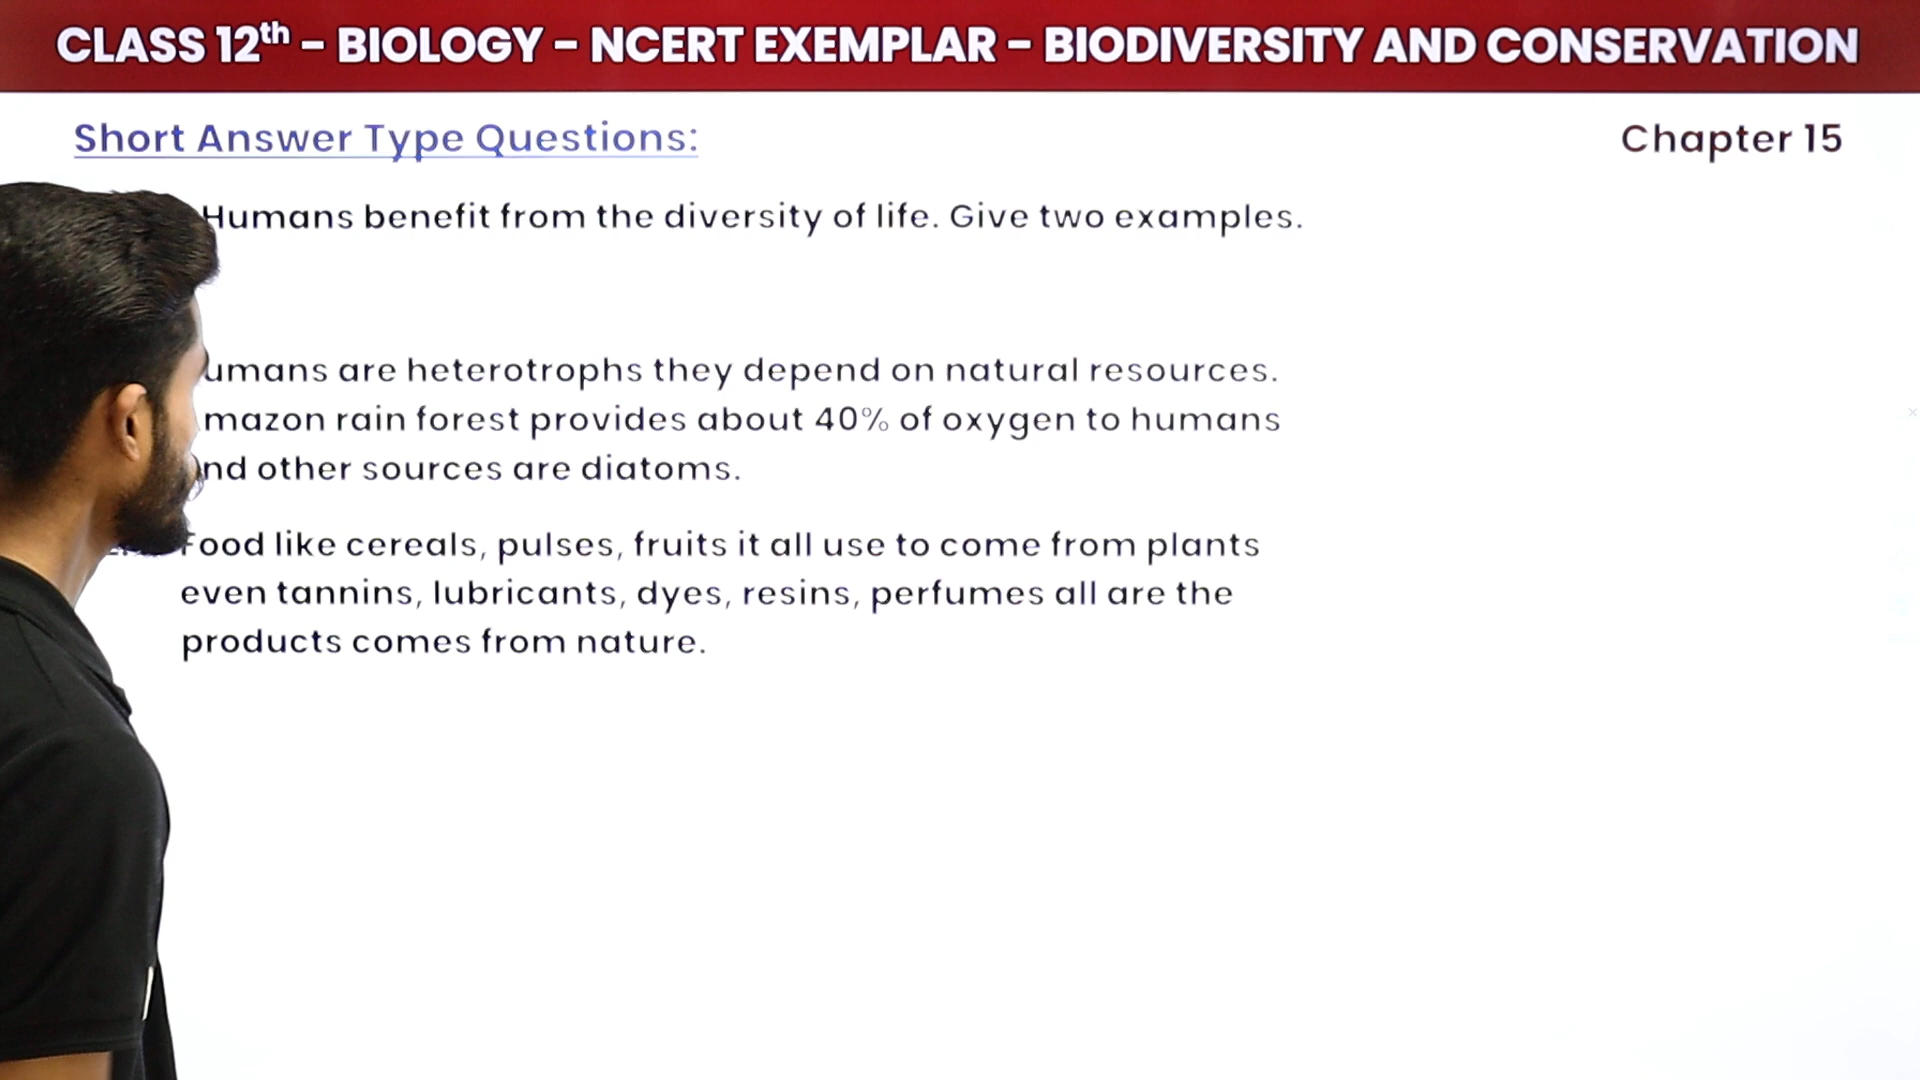 CLASS 12th – BIOLOGY – NCERT EXEMPLAR – BIODIVERSITY AND CONSERVATION
Short Answer Type Questions:
Chapter 15
Humans benefit from the diversity of life. Give two examples.
umans are heterotrophs they depend on natural resources.
mazon rain forest provides about 40% of oxygen to humans
nd other sources are diatoms.
Food like cereals, pulses, fruits it all use to come from plants
even tannins, lubricants, dyes, resins, perfumes all are the
products comes from nature.